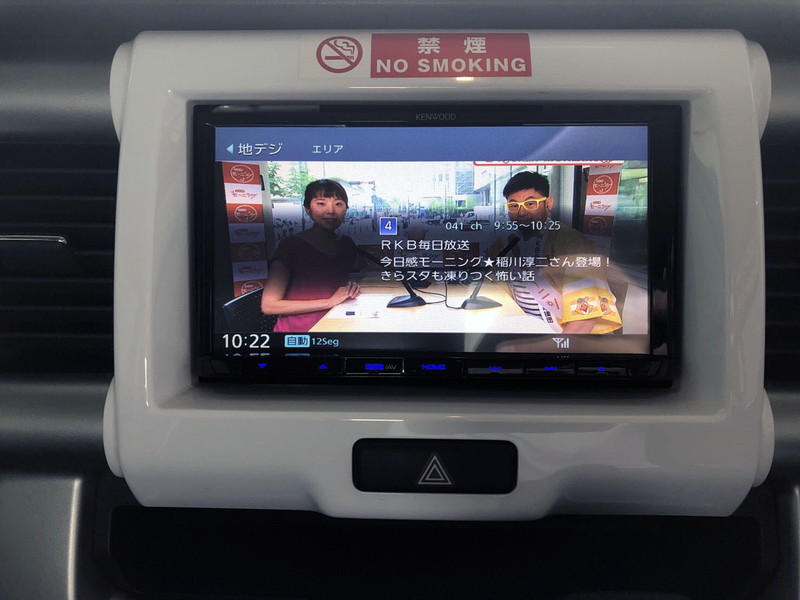 禁煙
NO SMOKING
KENWOOD
地デジ エリア
4 041 ch 9:55～10:25
RKB毎日放送
今日感モーニング★稲川淳二さん登場！
きらスタも凍りつく怖い話
10:22 自動 12Seg
AV HOME